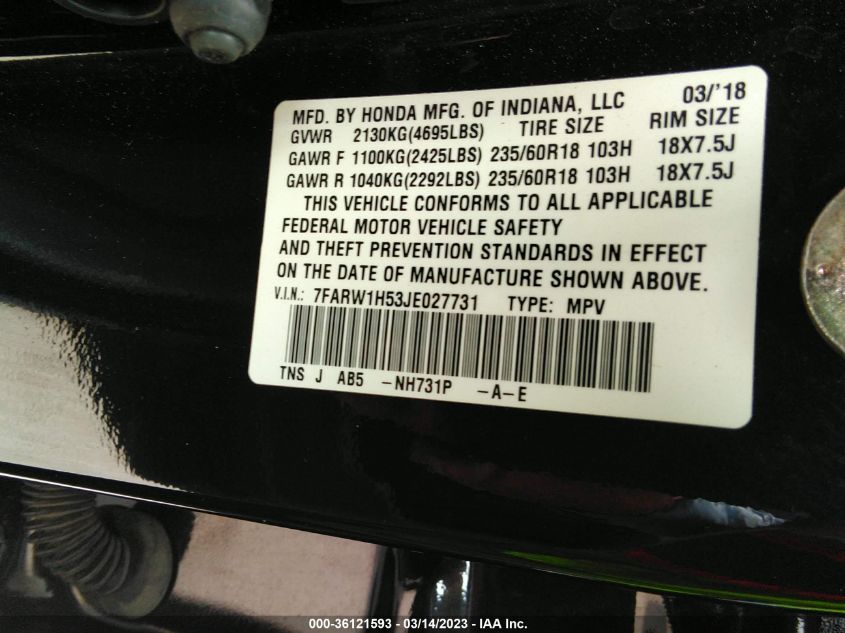 MFD. BY HONDA MFG. OF INDIANA, LLC 03/'18
GVWR 2130KG(4695LBS) TIRE SIZE RIM SIZE
GAWR F 1100KG(2425LBS) 235/60R18 103H 18X7.5J
GAWR R 1040KG(2292LBS) 235/60R18 103H 18X7.5J
THIS VEHICLE CONFORMS TO ALL APPLICABLE
FEDERAL MOTOR VEHICLE SAFETY
AND THEFT PREVENTION STANDARDS IN EFFECT
ON THE DATE OF MANUFACTURE SHOWN ABOVE.
V.I.N.: 7FARW1H53JE027731 TYPE: MPV
TNS J AB5 -NH731P -A-E
000-36121593 — 03/14/2023 — IAA Inc.